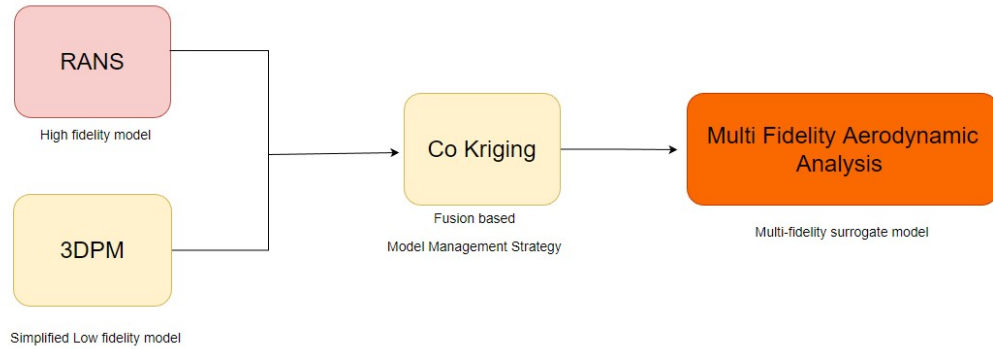 RANS
High fidelity model
3DPM
Simplified Low fidelity model
Co Kriging
Fusion based
Model Management Strategy
Multi Fidelity Aerodynamic
Analysis
Multi-fidelity surrogate model